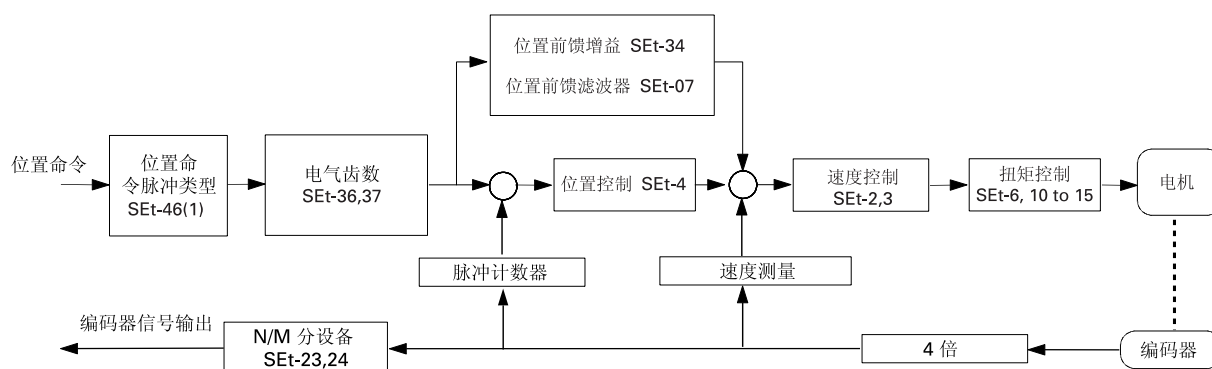 位置前馈增益 SEt-34
位置前馈滤波器 SEt-07
位置命令
位置命
令脉冲类型
SEt-46(1)
电气齿数
SEt-36,37
位置控制 SEt-4
速度控制
SEt-2,3
扭矩控制
SEt-6, 10 to 15
电机
脉冲计数器
速度测量
编码器信号输出
N/M 分设备
SEt-23,24
4 倍
编码器